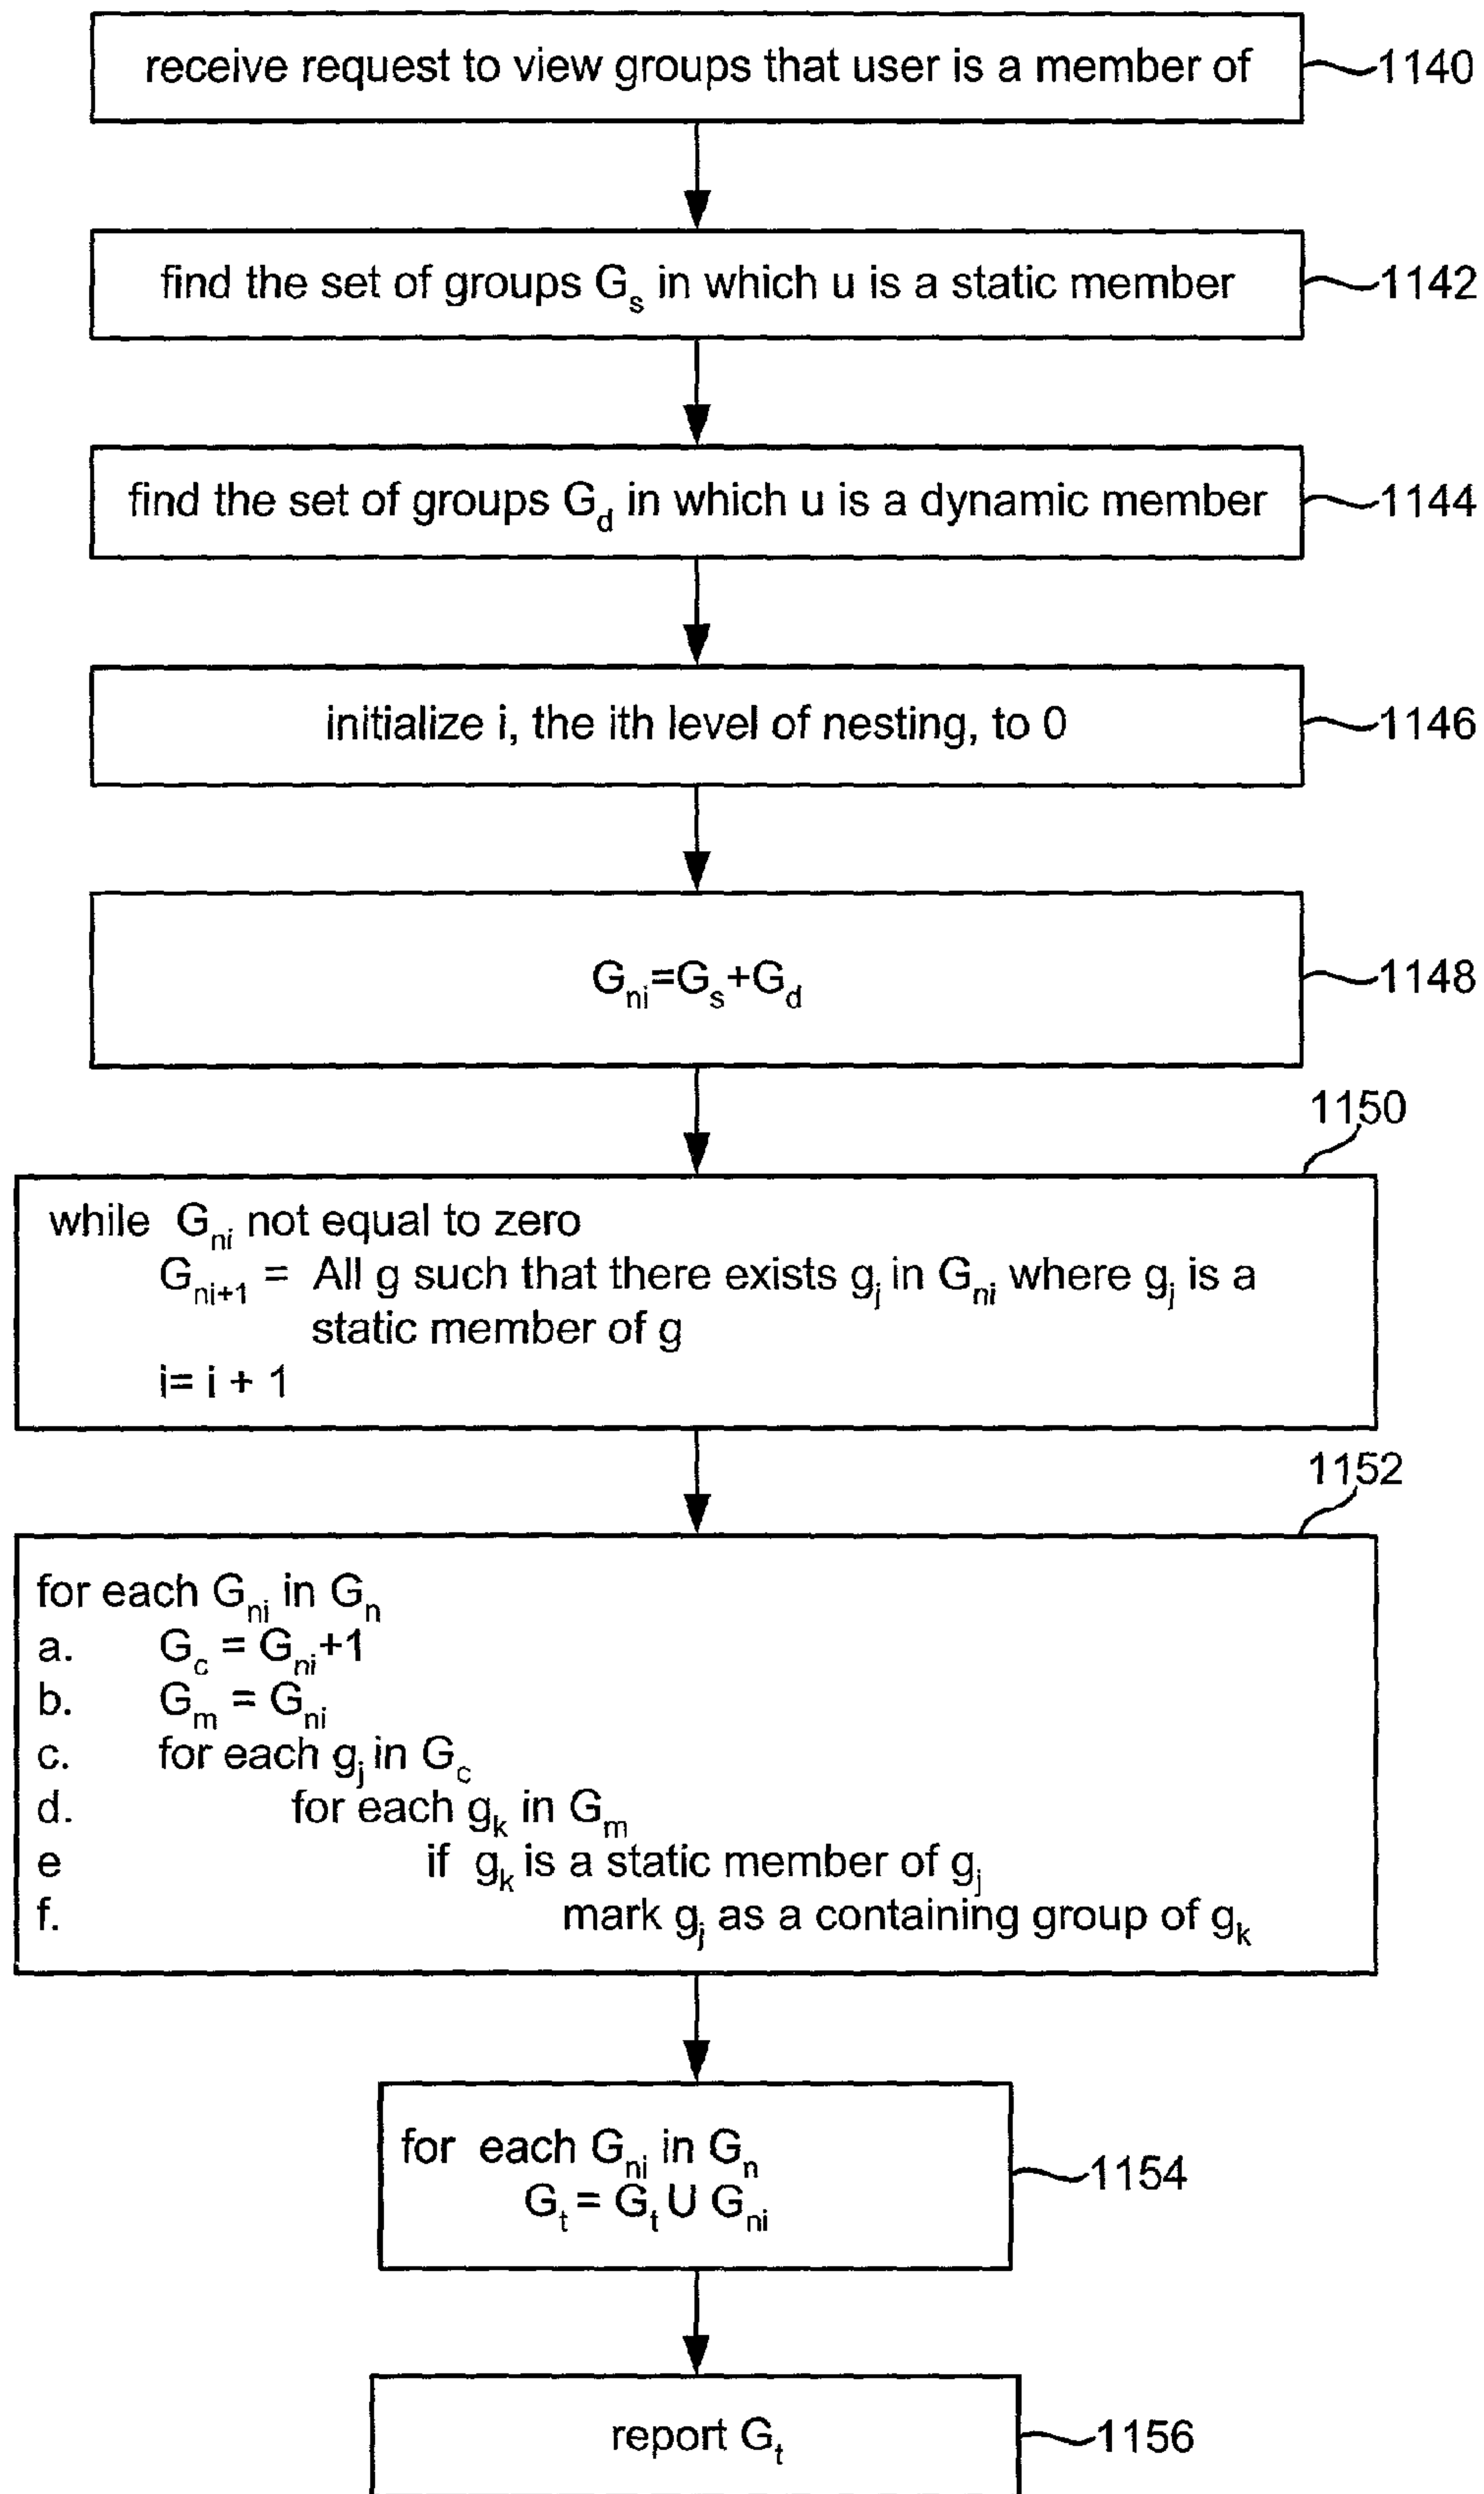 receive request to view groups that user is a member of
1140
find the set of groups Gs in which u is a static member
1142
find the set of groups Gd in which u is a dynamic member
1144
initialize i, the ith level of nesting, to 0
1146
Gni=Gs+Gd
1148
1150
while Gni not equal to zero
Gni+1 = All g such that there exists gj in Gni where gj is a
static member of g
i= i + 1
1152
for each Gni in Gn
a. Gc = Gni+1
b. Gm = Gni
c. for each gj in Gc
d. for each gk in Gm
e if gk is a static member of gj
f. mark gj as a containing group of gk
for each Gni in Gn
Gt = Gt U Gni
1154
report Gt
1156